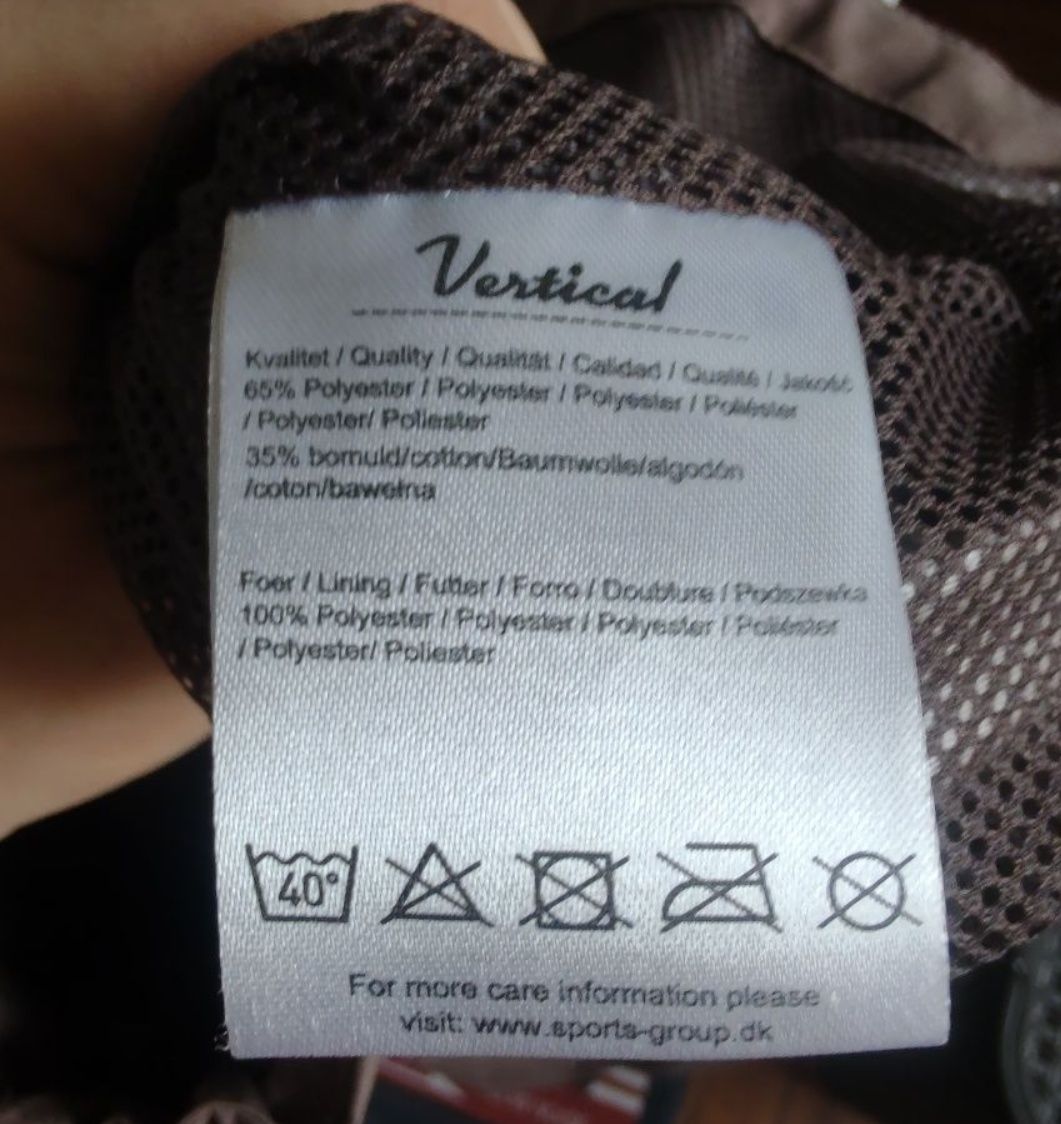 Vertical
Kvalitet / Quality / Qualität / Calidad / Qualité / Jakość
65% Polyester / Polyester / Polyester / Poliéster
/ Polyester/ Poliester
35% bomuld/cotton/Baumwolle/algodón
/coton/bawełna
Foer / Lining / Futter / Forro / Doublure / Podszewka
100% Polyester / Polyester / Polyester / Poliéster
/ Polyester/ Poliester
40°
For more care information please
visit: www.sports-group.dk